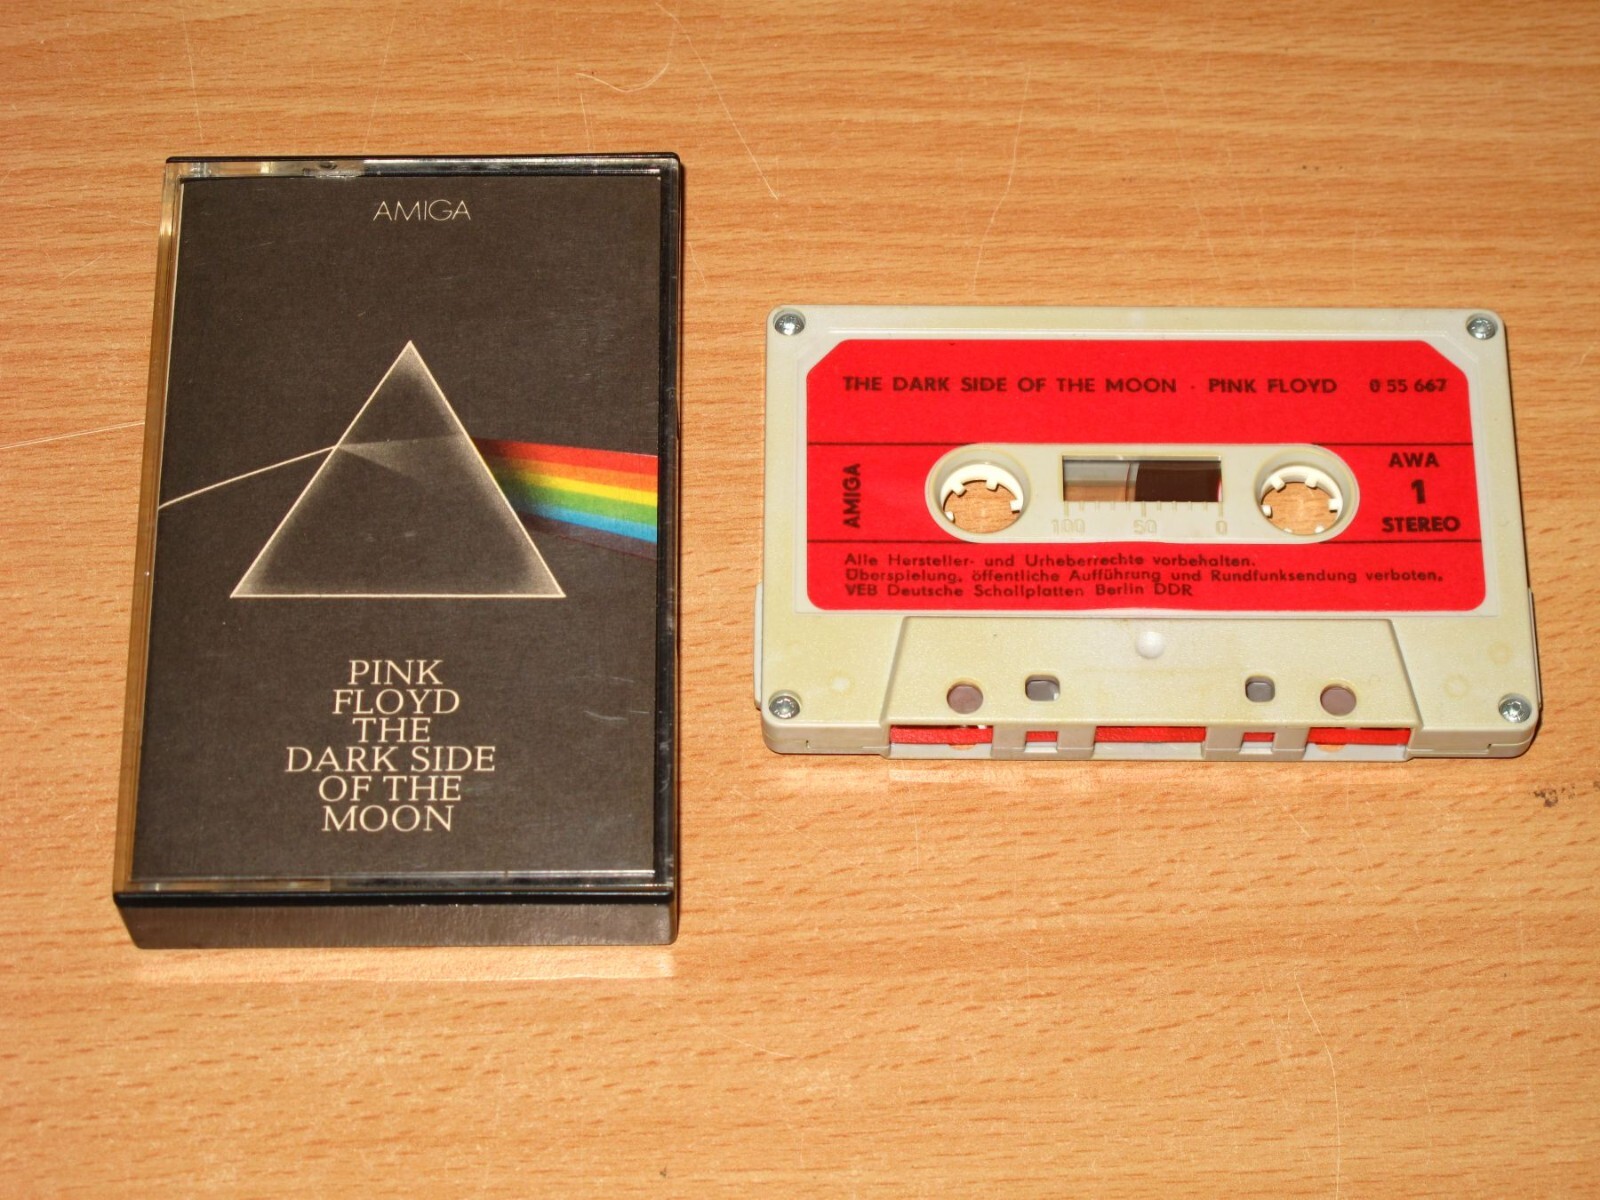 AMIGA
PINK
FLOYD
THE
DARK SIDE
OF THE
MOON
THE DARK SIDE OF THE MOON · PINK FLOYD 0 55 667
AMIGA
AWA
1
STEREO
100 50 0
Alle Hersteller- und Urheberrechte vorbehalten.
Überspielung, öffentliche Aufführung und Rundfunksendung verboten.
VEB Deutsche Schallplatten Berlin DDR